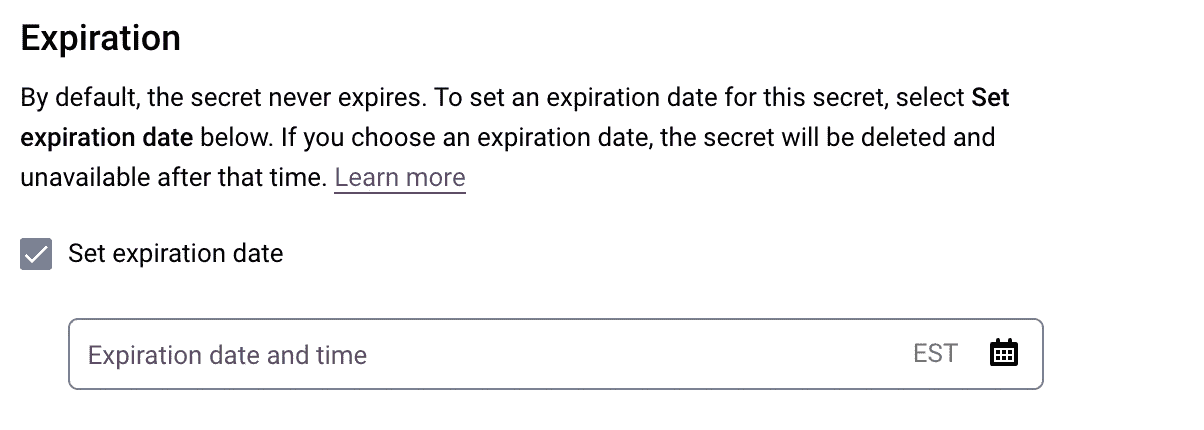 Expiration
By default, the secret never expires. To set an expiration date for this secret, select Set
expiration date below. If you choose an expiration date, the secret will be deleted and
unavailable after that time. Learn more
Set expiration date
Expiration date and time EST